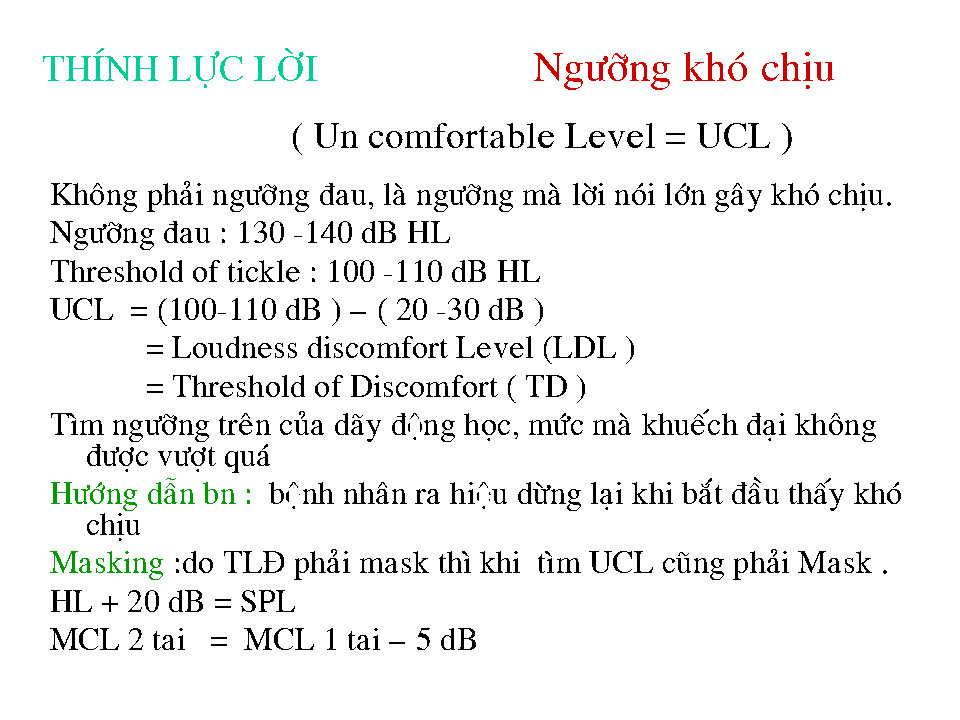 THÍNH LỰC LỜI Ngưỡng khó chịu
( Un comfortable Level = UCL )
Không phải ngưỡng đau, là ngưỡng mà lời nói lớn gây khó chịu.
Ngưỡng đau : 130 -140 dB HL
Threshold of tickle : 100 -110 dB HL
UCL = (100-110 dB ) – ( 20 -30 dB )
= Loudness discomfort Level (LDL )
= Threshold of Discomfort ( TD )
Tìm ngưỡng trên của dãy động học, mức mà khuếch đại không
được vượt quá
Hướng dẫn bn : bệnh nhân ra hiệu dừng lại khi bắt đầu thấy khó
chịu
Masking :do TLĐ phải mask thì khi tìm UCL cũng phải Mask .
HL + 20 dB = SPL
MCL 2 tai = MCL 1 tai – 5 dB